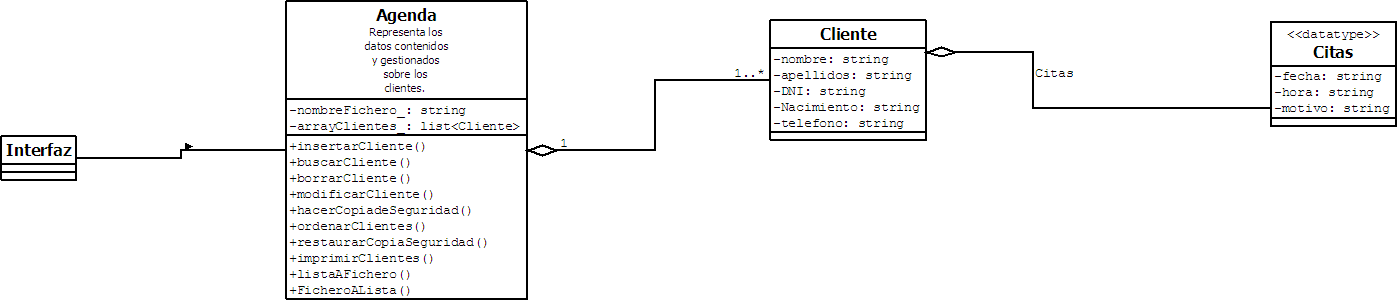 Interfaz
Agenda
Representa los
datos contenidos
y gestionados
sobre los
clientes.
-nombreFichero_: string
-arrayClientes_: list<Cliente>
+insertarCliente()
+buscarCliente()
+borrarCliente()
+modificarCliente()
+hacerCopiadeSeguridad()
+ordenarClientes()
+restaurarCopiaSeguridad()
+imprimirClientes()
+listaAFichero()
+FicheroALista()
1
1..*
Cliente
-nombre: string
-apellidos: string
-DNI: string
-Nacimiento: string
-telefono: string
Citas
<<datatype>>
Citas
-fecha: string
-hora: string
-motivo: string